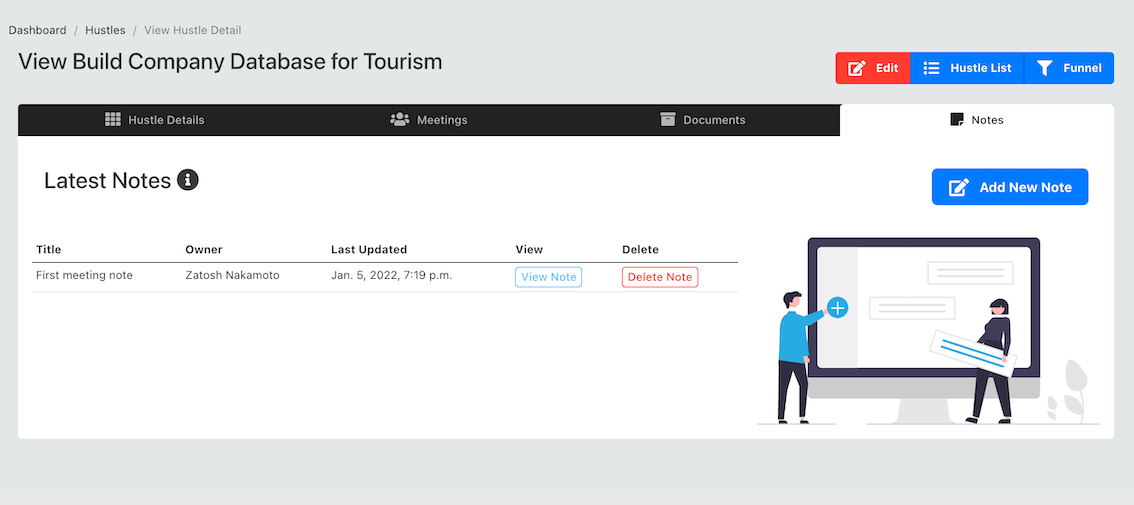 Dashboard / Hustles / View Hustle Detail
View Build Company Database for Tourism
Edit Hustle List Funnel
Hustle Details Meetings Documents Notes
Latest Notes
Add New Note
Title Owner Last Updated View Delete
First meeting note Zatosh Nakamoto Jan. 5, 2022, 7:19 p.m. View Note Delete Note